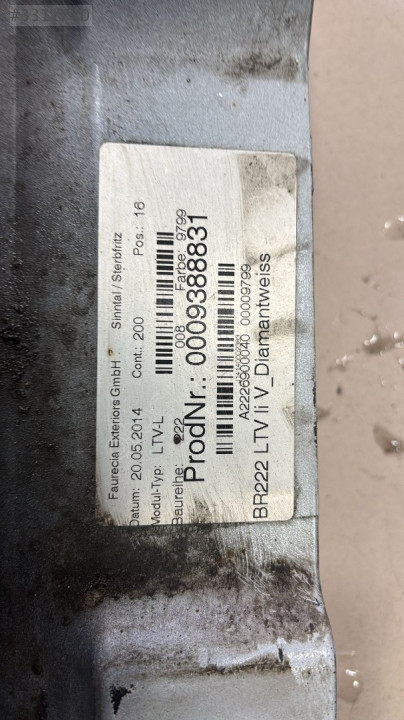 Faurecia Exteriors GmbH Sinntal / Sterbfritz
Datum: 20.05.2014 Cont.: 200 Pos.: 16
Modul-Typ: LTV-L
Baureihe: 222 008 Farbe: 9799
ProdNr.: 0009388831
A2226900040 00009799
BR222 LTV li V_Diamantweiss